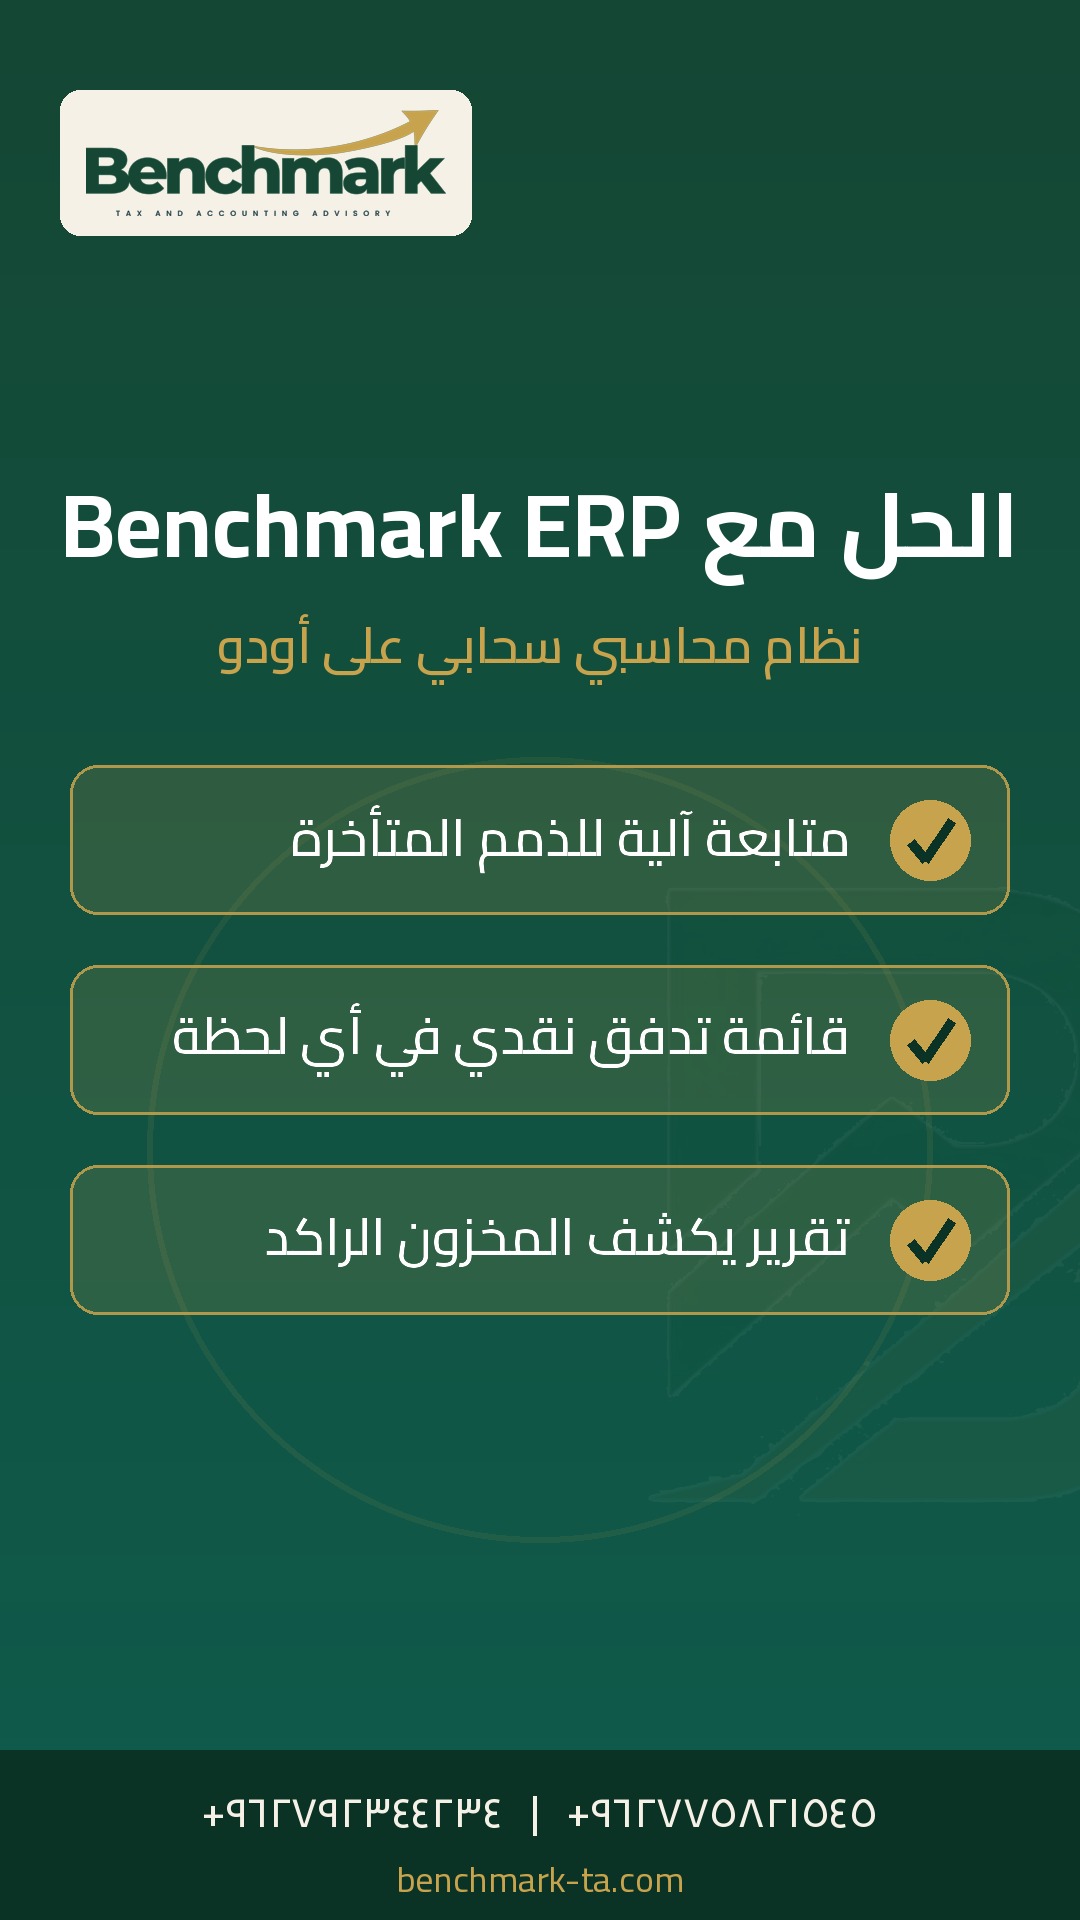 Benchmark
TAX AND ACCOUNTING ADVISORY
الحل مع Benchmark ERP
نظام محاسبي سحابي على أودو
متابعة آلية للذمم المتأخرة
قائمة تدفق نقدي في أي لحظة
تقرير يكشف المخزون الراكد
+٩٦٢٧٩٢٣٤٤٢٣٤ | +٩٦٢٧٧٥٨٢١٥٤٥
benchmark-ta.com